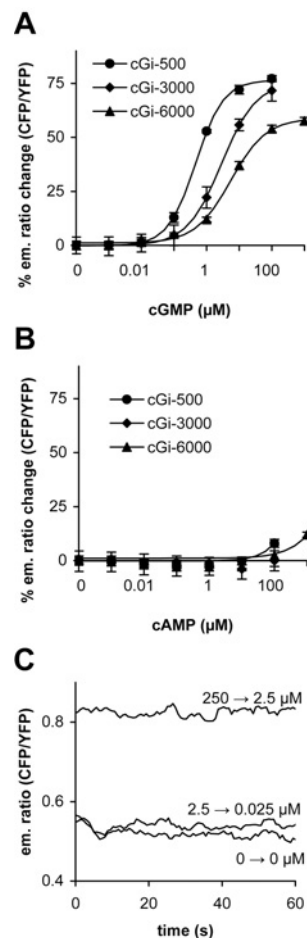 A
% em. ratio change (CFP/YFP)
75
50
25
0
cGi-500
cGi-3000
cGi-6000
0 0.01 1 100
cGMP (µM)
B
% em. ratio change (CFP/YFP)
75
50
25
0
cGi-500
cGi-3000
cGi-6000
0 0.01 1 100
cAMP (µM)
C
em. ratio (CFP/YFP)
0.8
0.6
0.4
250 → 2.5 µM
2.5 → 0.025 µM
0 → 0 µM
0 20 40 60
time (s)